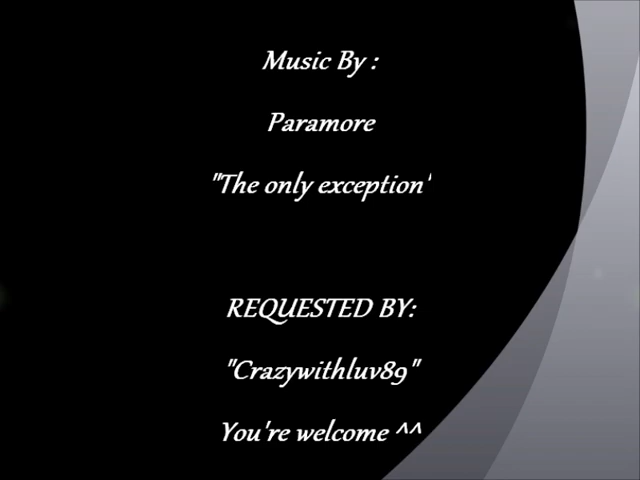 Music By :
Paramore
"The only exception'
REQUESTED BY:
"Crazywithluv89"
You're welcome ^^